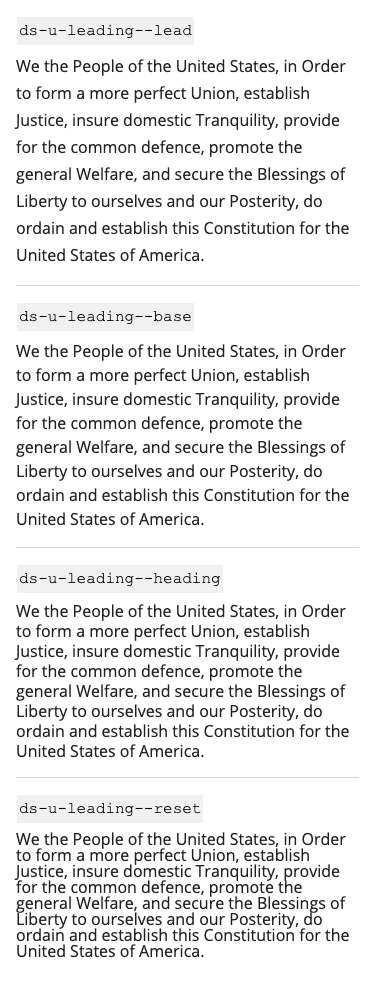 ds-u-leading--lead
We the People of the United States, in Order
to form a more perfect Union, establish
Justice, insure domestic Tranquility, provide
for the common defence, promote the
general Welfare, and secure the Blessings of
Liberty to ourselves and our Posterity, do
ordain and establish this Constitution for the
United States of America.
ds-u-leading--base
We the People of the United States, in Order
to form a more perfect Union, establish
Justice, insure domestic Tranquility, provide
for the common defence, promote the
general Welfare, and secure the Blessings of
Liberty to ourselves and our Posterity, do
ordain and establish this Constitution for the
United States of America.
ds-u-leading--heading
We the People of the United States, in Order
to form a more perfect Union, establish
Justice, insure domestic Tranquility, provide
for the common defence, promote the
general Welfare, and secure the Blessings of
Liberty to ourselves and our Posterity, do
ordain and establish this Constitution for the
United States of America.
ds-u-leading--reset
We the People of the United States, in Order
to form a more perfect Union, establish
Justice, insure domestic Tranquility, provide
for the common defence, promote the
general Welfare, and secure the Blessings of
Liberty to ourselves and our Posterity, do
ordain and establish this Constitution for the
United States of America.